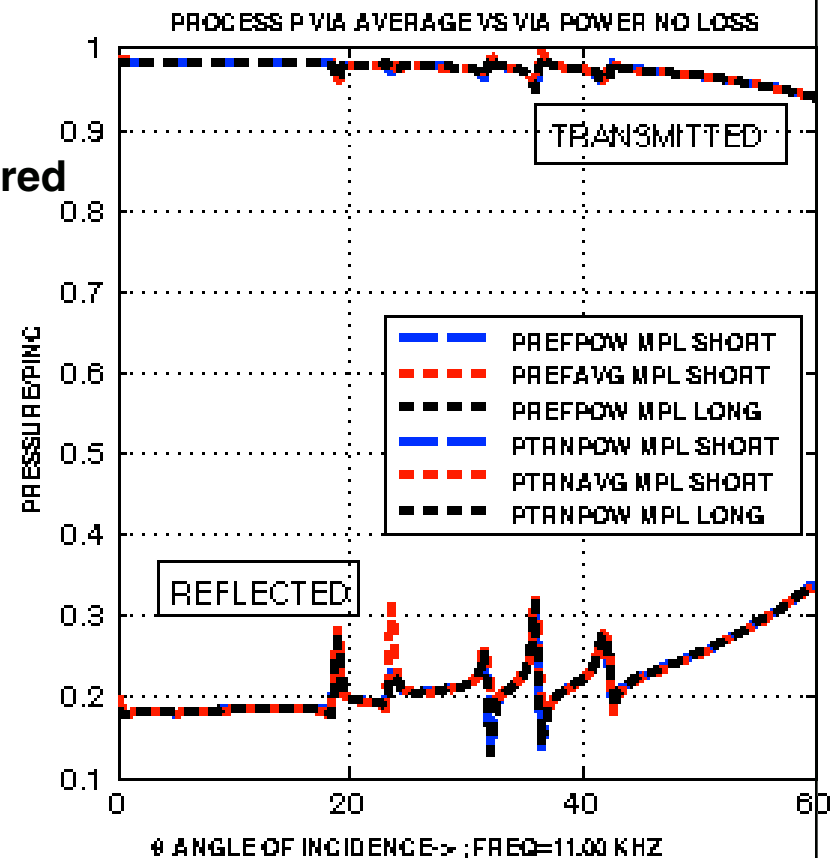 PROCESS P VIA AVERAGE VS VIA POWER NO LOSS
1
0.9
TRANSMITTED
red
0.8
0.7
PRESSURE/PINC
PREFPOW MPL SHORT
0.6
PREFAVG MPL SHORT
PREFPOW MPL LONG
PTRNPOW MPL SHORT
0.5
PTRNAVG MPL SHORT
PTRNPOW MPL LONG
0.4
REFLECTED
0.3
0.2
0.1
0 20 40 60
θ ANGLE OF INCIDENCE-> ;FREQ=11.00 KHZ